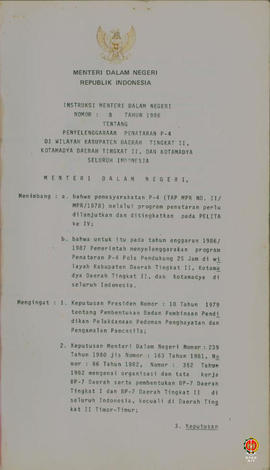 MENTERI DALAM NEGERI
REPUBLIK INDONESIA
INSTRUKSI MENTERI DALAM NEGERI
NOMOR : 8 TAHUN 1986
TENTANG
PENYELENGGARAAN PENATARAN P-4
DI WILAYAH KABUPATEN DAERAH TINGKAT II,
KOTAMADYA DAERAH TINGKAT II, DAN KOTAMADYA
SELURUH INDONESIA
MENTERI DALAM NEGERI,
Menimbang : a. bahwa pemasyarakatan P-4 (TAP MPR NO. II/
MPR/1978) melalui program penataran perlu
dilanjutkan dan ditingkatkan pada PELITA
ke IV;
b. bahwa untuk itu pada tahun anggaran 1986/
1987 Pemerintah menyelenggarakan program
Penataran P-4 Pola Pendukung 25 Jam di wi
layah Kabupaten Daerah Tingkat II, Kotama
dya Daerah Tingkat II, dan Kotamadya di
seluruh Indonesia.
Mengingat : 1. Keputusan Presiden Nomor : 10 Tahun 1979
tentang Pembentukan Badan Pembinaan Pendi
dikan Pelaksanaan Pedoman Penghayatan dan
Pengamalan Pancasila;
2. Keputusan Menteri Dalam Negeri Nomor: 239
Tahun 1980 jis Nomor : 163 Tahun 1981, No
mor : 86 Tahun 1982, Nomor : 382 Tahun
1982 mengenai organisasi dan tata kerja
BP-7 Daerah serta pembentukan BP-7 Daerah
Tingkat I dan BP-7 Daerah Tingkat II di
seluruh Indonesia, kecuali di Daerah Ting
kat II Timor-Timur;
3. Keputusan